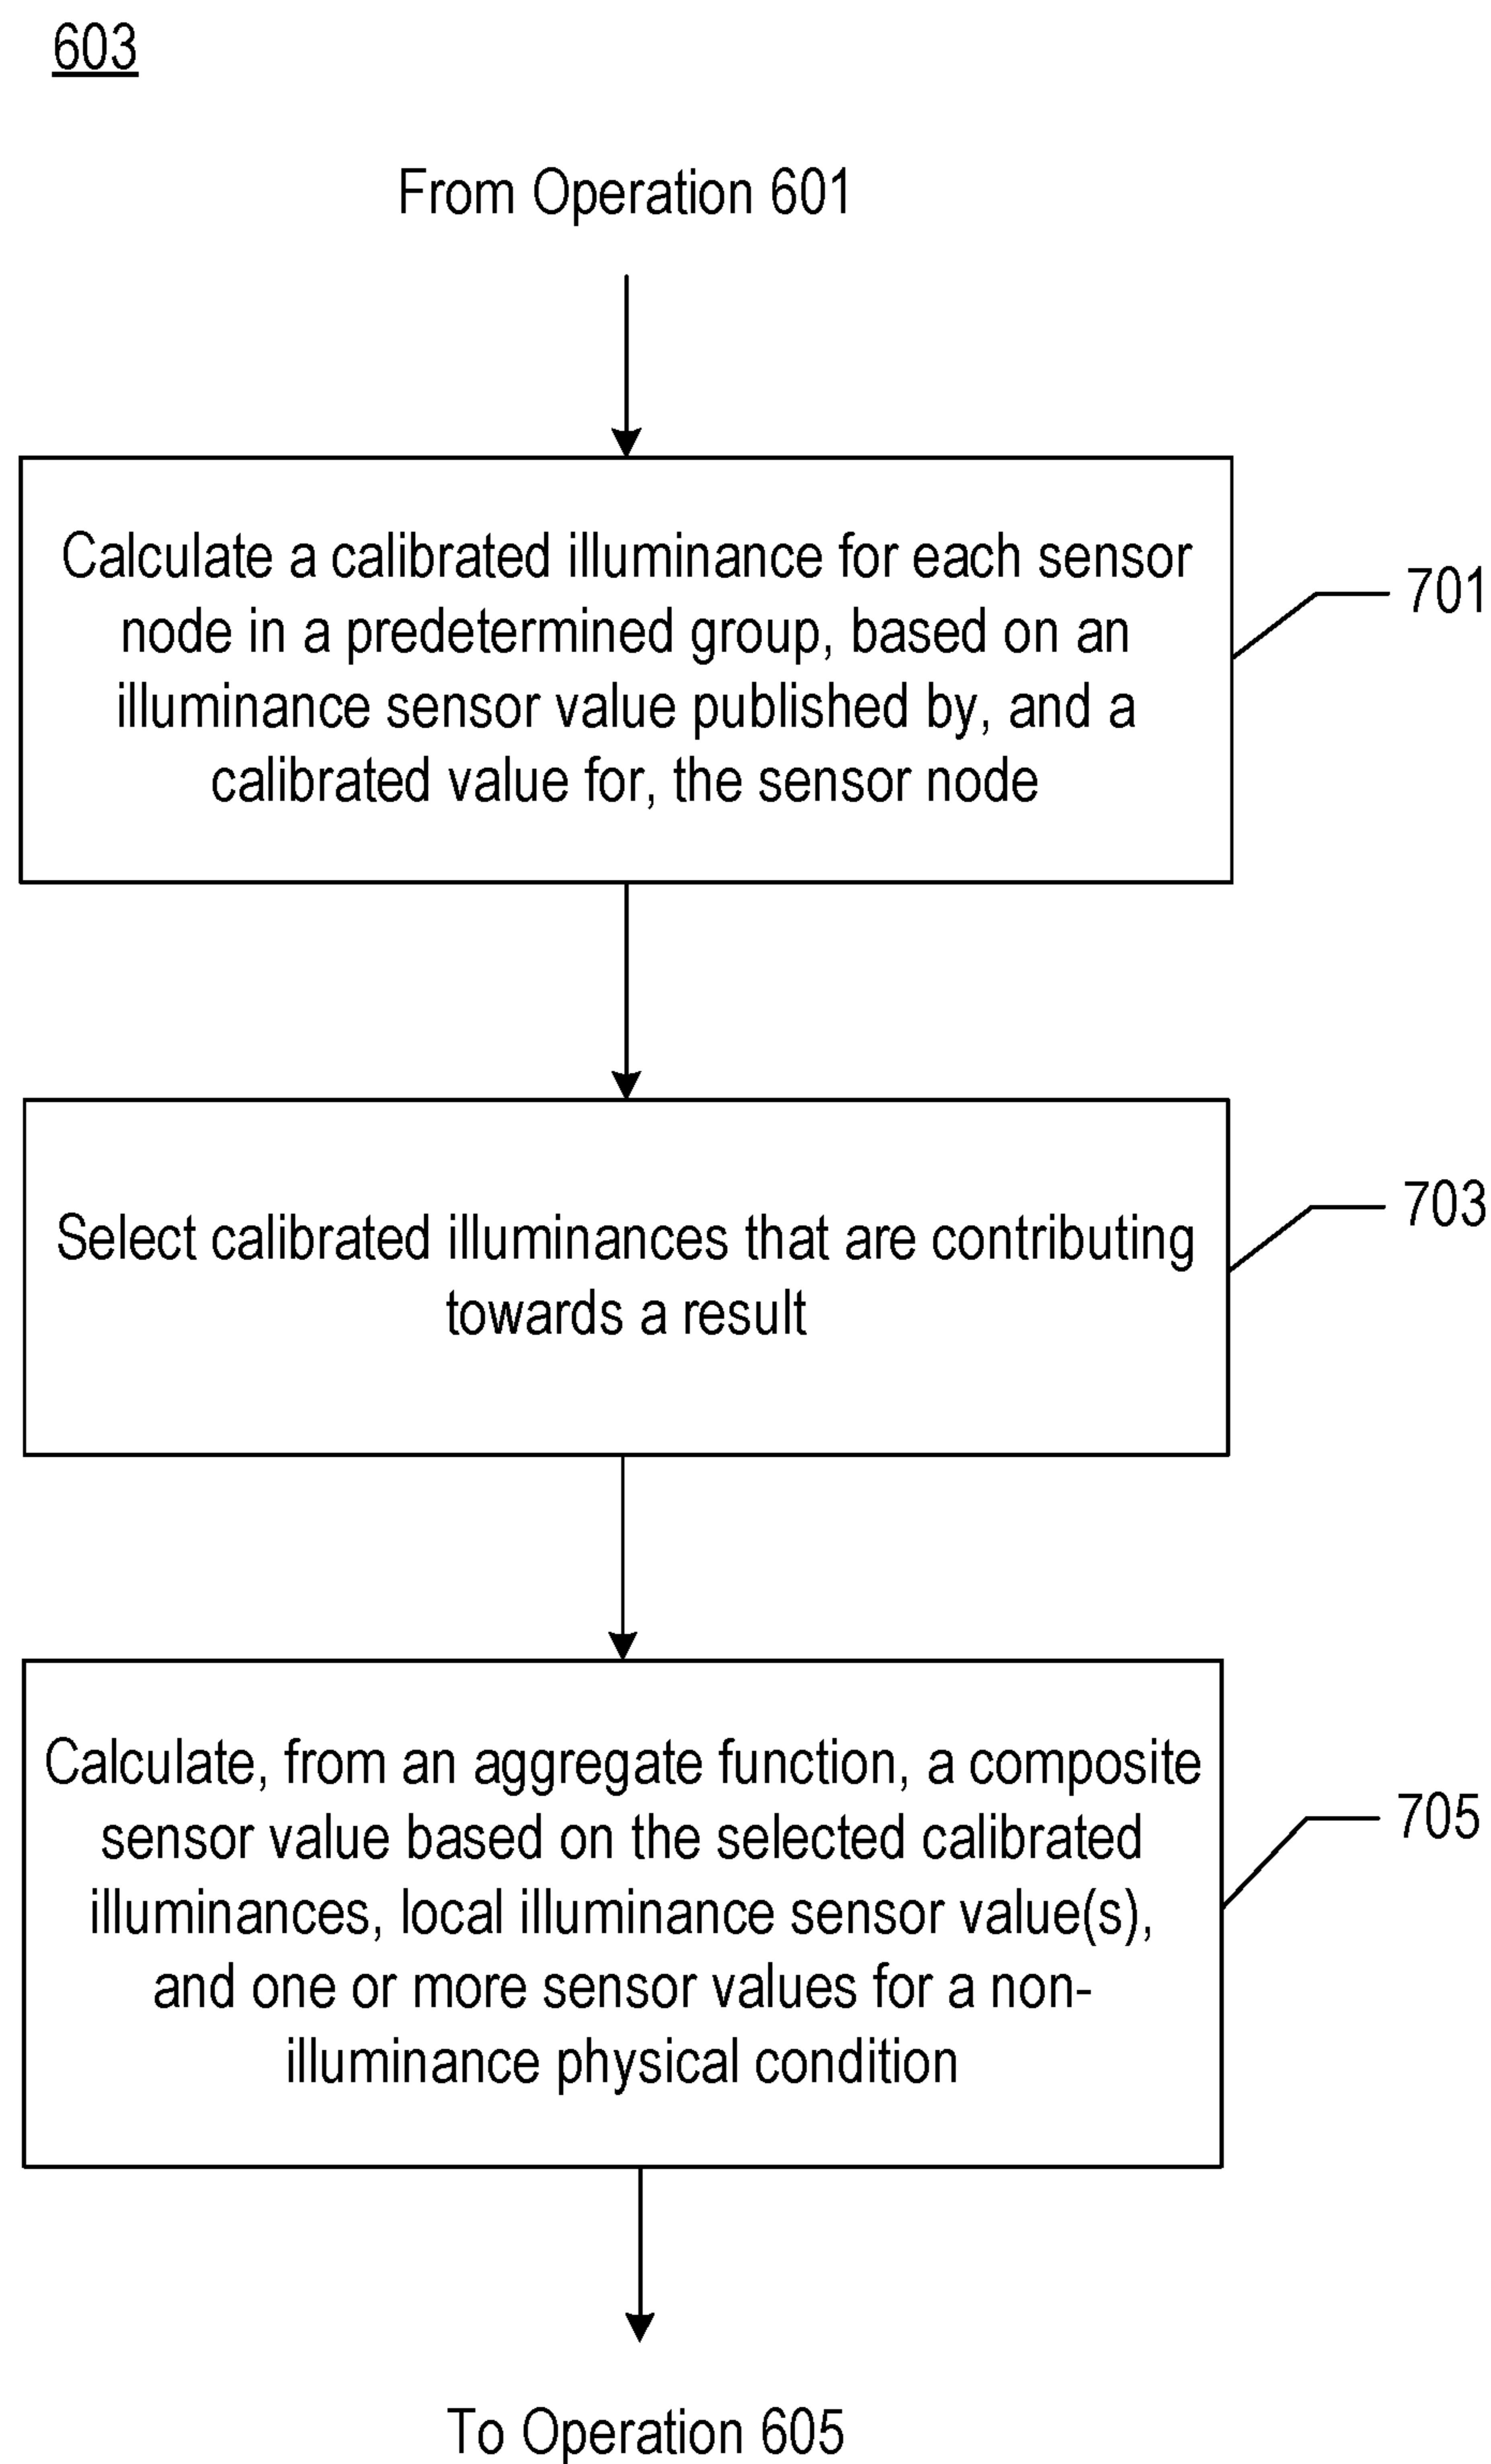 603
From Operation 601
Calculate a calibrated illuminance for each sensor
node in a predetermined group, based on an
illuminance sensor value published by, and a
calibrated value for, the sensor node
701
Select calibrated illuminances that are contributing
towards a result
703
Calculate, from an aggregate function, a composite
sensor value based on the selected calibrated
illuminances, local illuminance sensor value(s),
and one or more sensor values for a non-
illuminance physical condition
705
To Operation 605